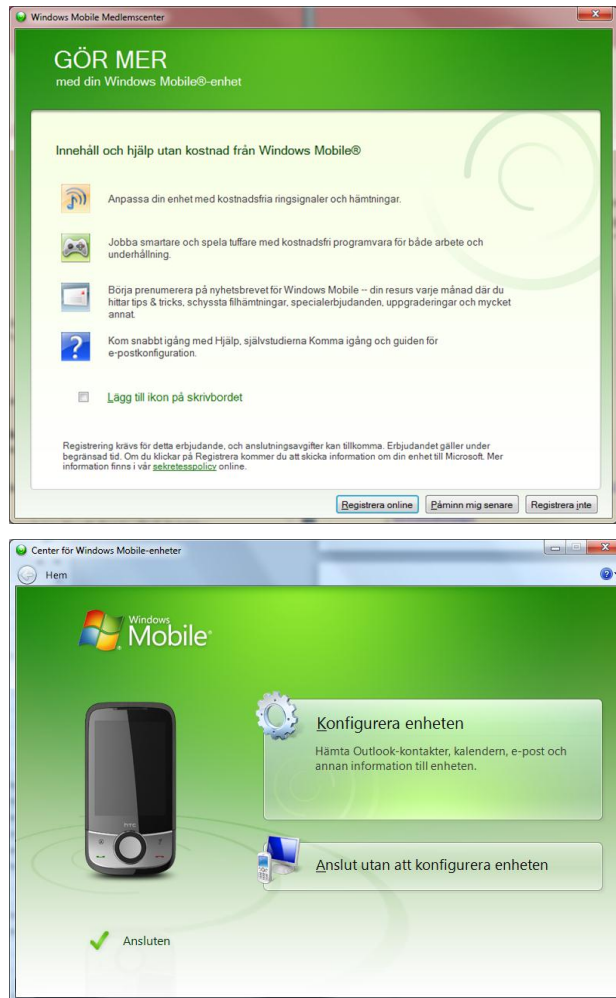 Windows Mobile Medlemscenter
GÖR MER
med din Windows Mobile®-enhet
Innehåll och hjälp utan kostnad från Windows Mobile®
Anpassa din enhet med kostnadsfria ringsignaler och hämtningar.
Jobba smartare och spela tuffare med kostnadsfri programvara för både arbete och
underhållning.
Börja prenumerera på nyhetsbrevet för Windows Mobile -- din resurs varje månad där du
hittar tips & tricks, schyssta filhämtningar, specialerbjudanden, uppgraderingar och mycket
annat.
Kom snabbt igång med Hjälp, självstudierna Komma igång och guiden för
e-postkonfiguration.
Lägg till ikon på skrivbordet
Registrering krävs för detta erbjudande, och anslutningsavgifter kan tillkomma. Erbjudandet gäller under
begränsad tid. Om du klickar på Registrera kommer du att skicka information om din enhet till Microsoft. Mer
information finns i vår sekretesspolicy online.
Registrera online Påminn mig senare Registrera inte
Center för Windows Mobile-enheter
Hem
Windows
Mobile®
Konfigurera enheten
Hämta Outlook-kontakter, kalendern, e-post och
annan information till enheten.
hTC
Anslut utan att konfigurera enheten
Ansluten